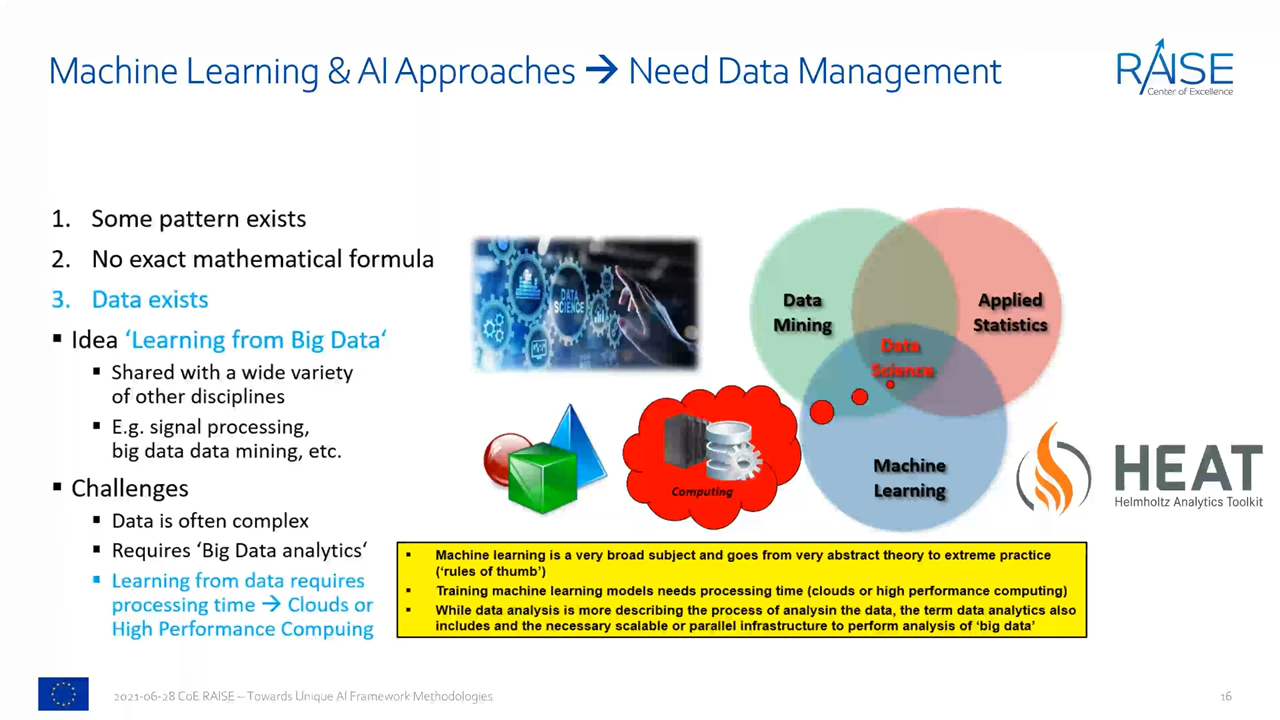 Machine Learning & AI Approaches → Need Data Management
RAISE
Center of Excellence
1. Some pattern exists
2. No exact mathematical formula
3. Data exists
▪ Idea ‘Learning from Big Data‘
▪ Shared with a wide variety
of other disciplines
▪ E.g. signal processing,
big data data mining, etc.
▪ Challenges
▪ Data is often complex
▪ Requires ‘Big Data analytics‘
▪ Learning from data requires
processing time → Clouds or
High Performance Compuing
DATA
SCIENCE
Computing
Data
Mining
Applied
Statistics
Data
Science
Machine
Learning
HEAT
Helmholtz Analytics Toolkit
▪ Machine learning is a very broad subject and goes from very abstract theory to extreme practice
(‘rules of thumb’)
▪ Training machine learning models needs processing time (clouds or high performance computing)
▪ While data analysis is more describing the process of analysin the data, the term data analytics also
includes and the necessary scalable or parallel infrastructure to perform analysis of ‘big data’
2021-06-28 CoE RAISE – Towards Unique AI Framework Methodologies
16